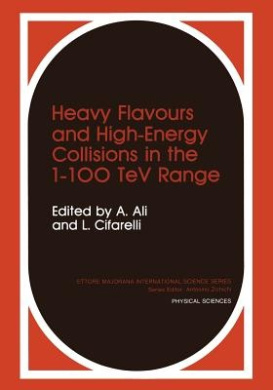 Heavy Flavours
and High-Energy
Collisions in the
1-100 TeV Range
Edited by A. Ali
and L. Cifarelli
ETTORE MAJORANA INTERNATIONAL SCIENCE SERIES
Series Editor: Antonino Zichichi
PHYSICAL SCIENCES